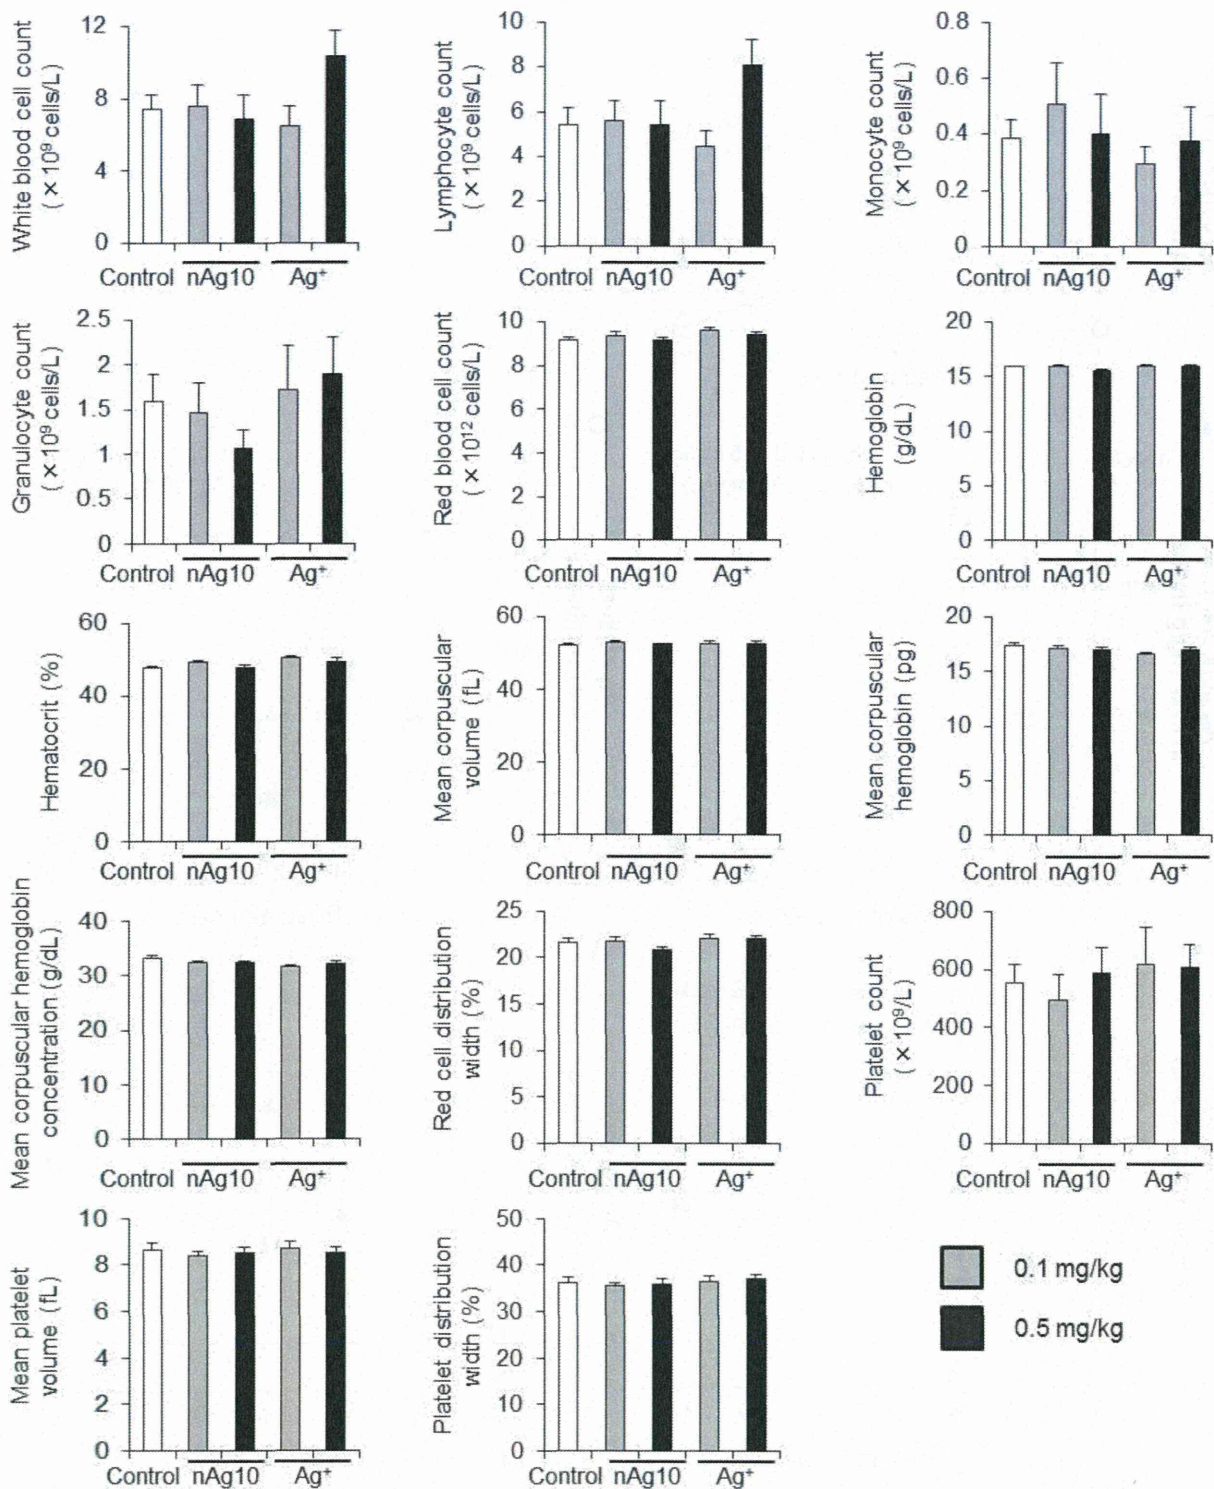 White blood cell count
( × 10⁹ cells/L)
12
8
4
0
Control nAg10 Ag⁺
Lymphocyte count
( × 10⁹ cells/L)
10
8
6
4
2
0
Control nAg10 Ag⁺
Monocyte count
( × 10⁹ cells/L)
0.8
0.6
0.4
0.2
0
Control nAg10 Ag⁺
Granulocyte count
( × 10⁹ cells/L)
2.5
2
1.5
1
0.5
0
Control nAg10 Ag⁺
Red blood cell count
( × 10¹² cells/L)
10
8
6
4
2
0
Control nAg10 Ag⁺
Hemoglobin
(g/dL)
20
15
10
5
0
Control nAg10 Ag⁺
Hematocrit (%)
60
40
20
0
Control nAg10 Ag⁺
Mean corpuscular
volume (fL)
60
40
20
0
Control nAg10 Ag⁺
Mean corpuscular
hemoglobin (pg)
20
15
10
5
0
Control nAg10 Ag⁺
Mean corpuscular hemoglobin
concentration (g/dL)
40
30
20
10
0
Control nAg10 Ag⁺
Red cell distribution
width (%)
25
20
15
10
5
0
Control nAg10 Ag⁺
Platelet count
( × 10⁹/L)
800
600
400
200
0
Control nAg10 Ag⁺
Mean platelet
volume (fL)
10
8
6
4
2
0
Control nAg10 Ag⁺
Platelet distribution
width (%)
50
40
30
20
10
0
Control nAg10 Ag⁺
0.1 mg/kg
0.5 mg/kg